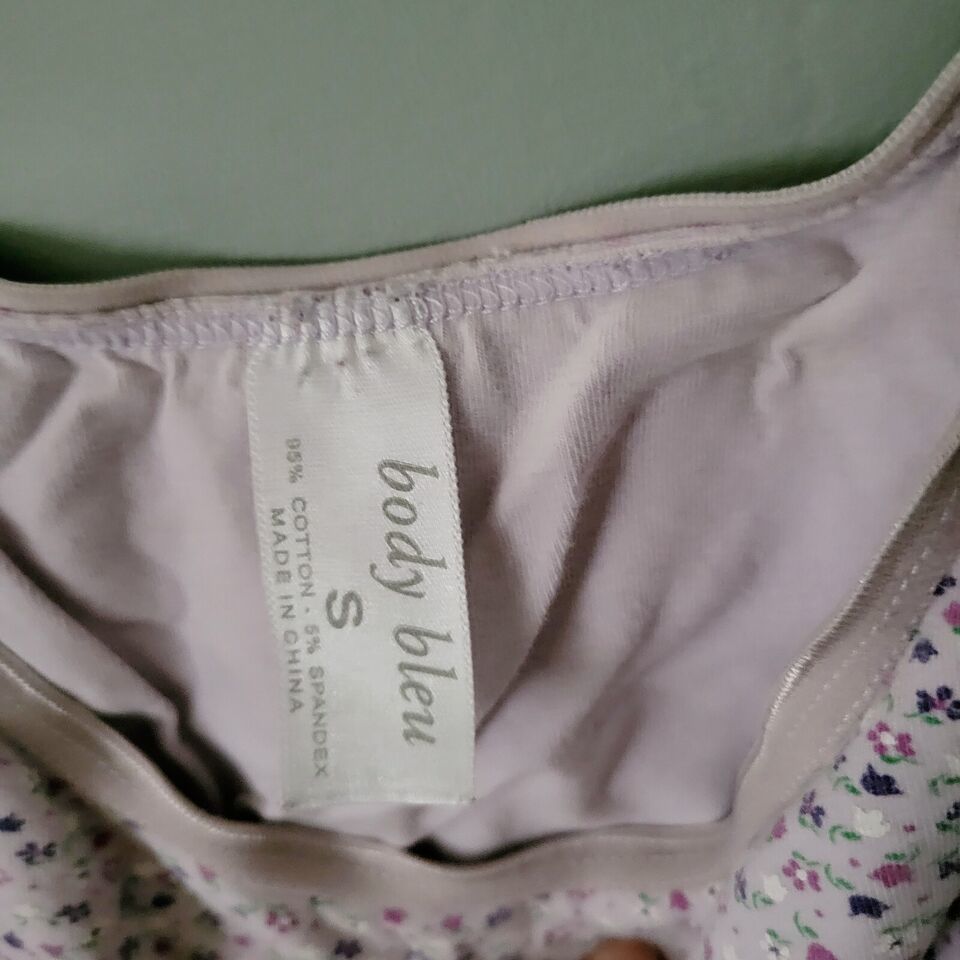 body bleu
S
95% COTTON · 5% SPANDEX
MADE IN CHINA